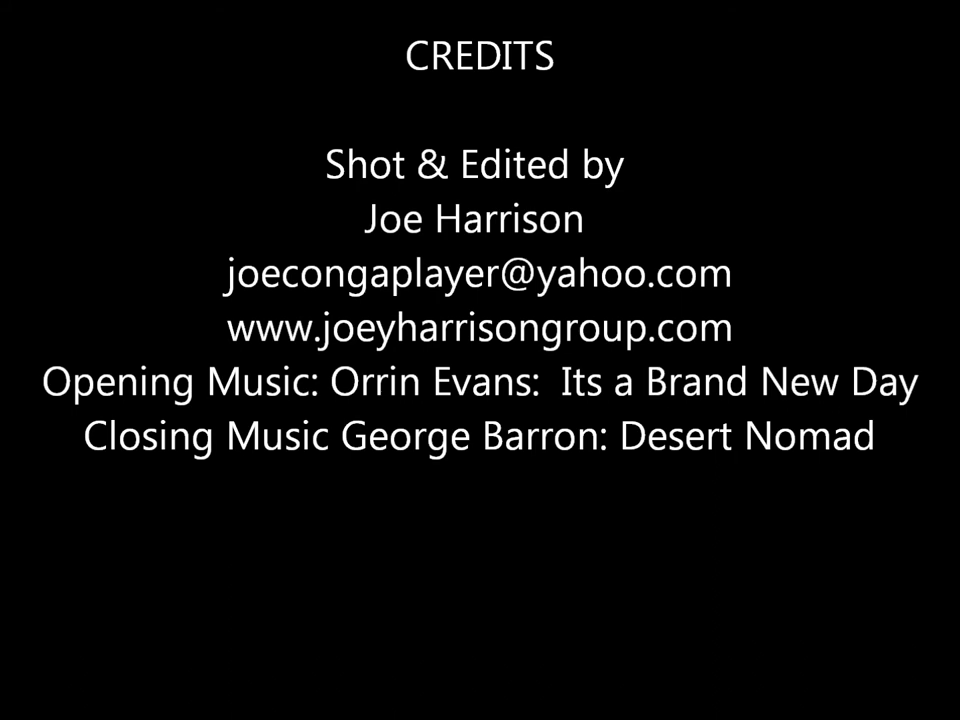 CREDITS
Shot & Edited by
Joe Harrison
joecongaplayer@yahoo.com
www.joeyharrisongroup.com
Opening Music: Orrin Evans:  Its a Brand New Day
Closing Music George Barron: Desert Nomad